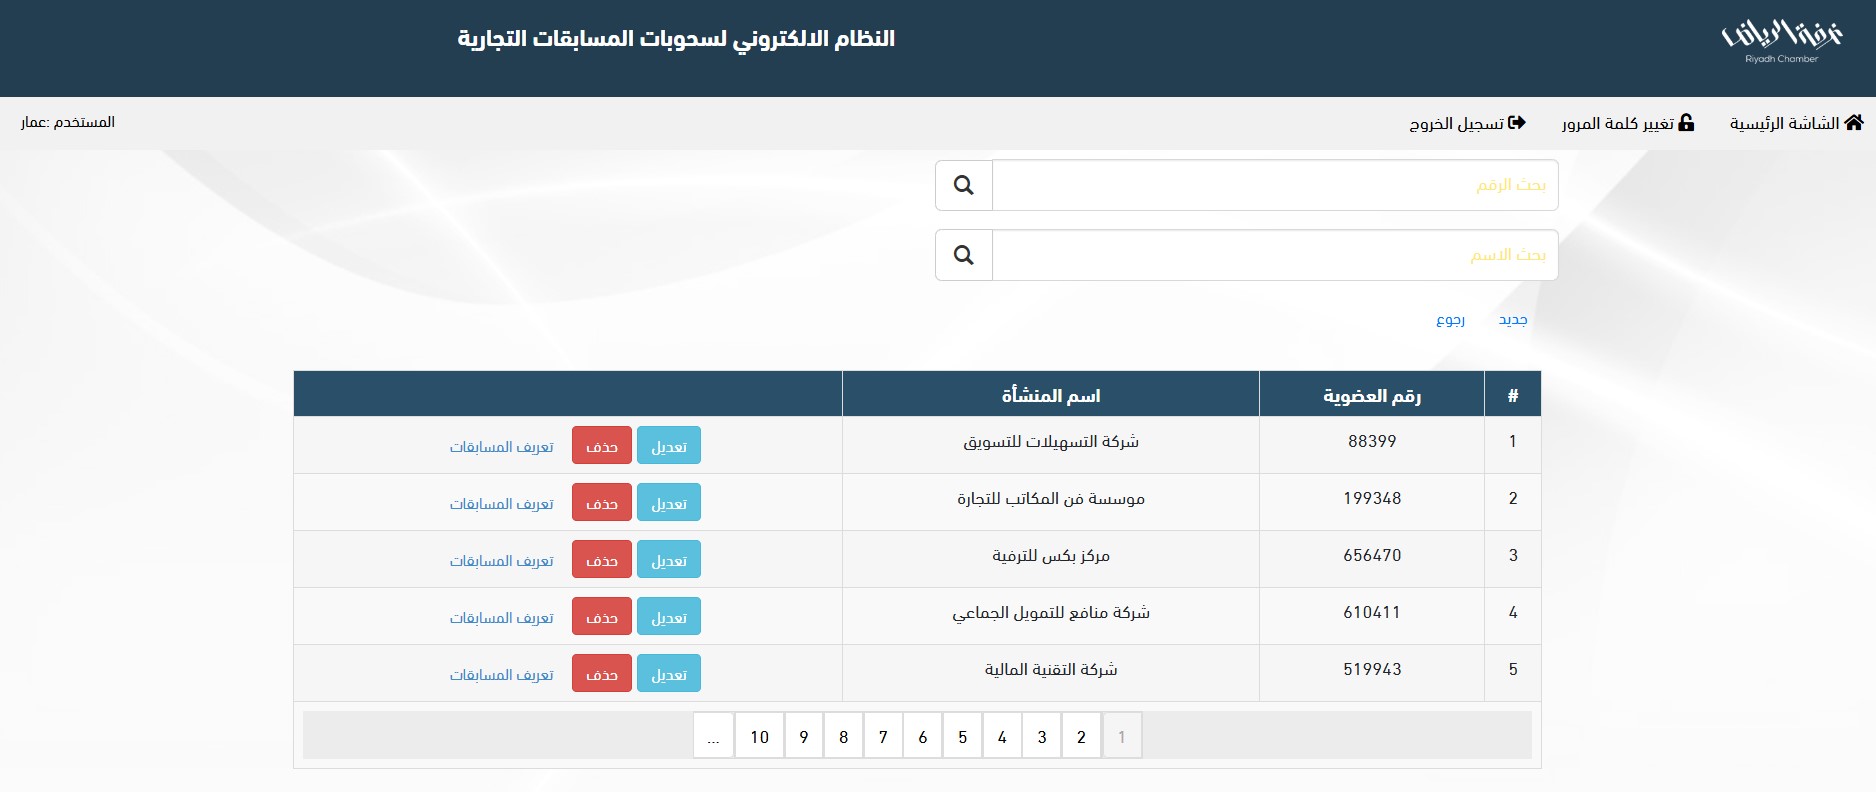 غرفة الرياض
Riyadh Chamber
النظام الالكتروني لسحوبات المسابقات التجارية
الشاشة الرئيسية تغيير كلمة المرور تسجيل الخروج المستخدم :عمار
بحث الرقم
بحث الاسم
جديد رجوع
# رقم العضوية اسم المنشأة
1 88399 شركة التسهيلات للتسويق تعديل حذف تعريف المسابقات
2 199348 موسسة فن المكاتب للتجارة تعديل حذف تعريف المسابقات
3 656470 مركز بكس للترفية تعديل حذف تعريف المسابقات
4 610411 شركة منافع للتمويل الجماعي تعديل حذف تعريف المسابقات
5 519943 شركة التقنية المالية تعديل حذف تعريف المسابقات
1 2 3 4 5 6 7 8 9 10 ...